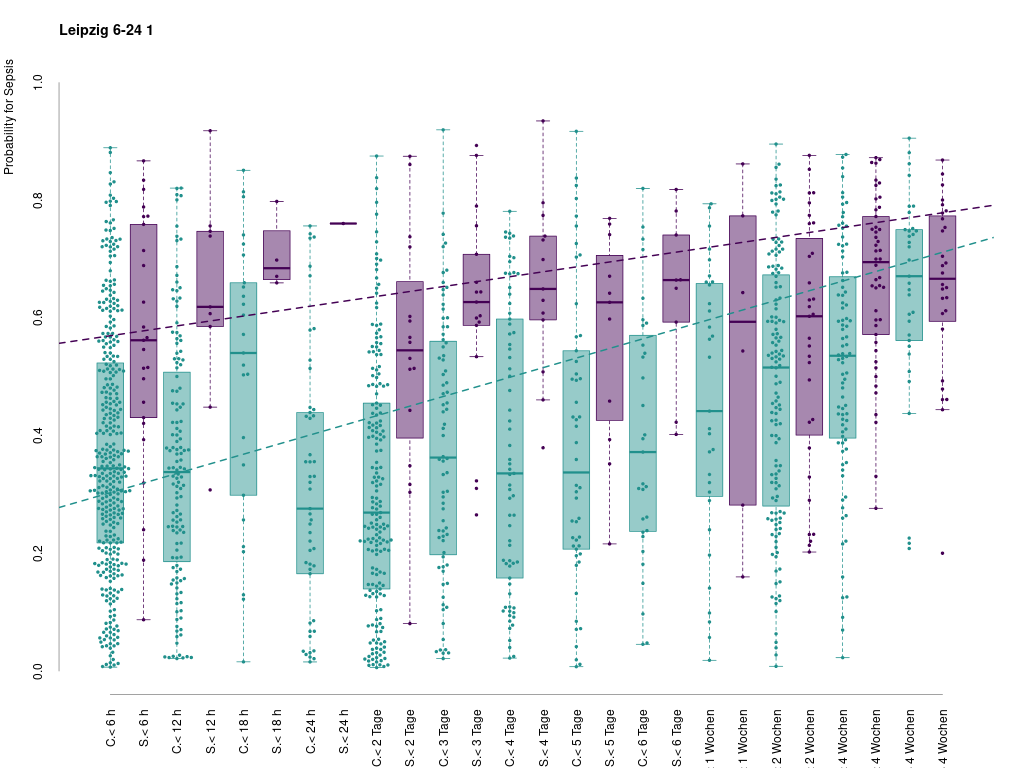 Leipzig 6-24 1
Probability for Sepsis
1.0
0.8
0.6
0.4
0.2
0.0
C.< 6 h
S.< 6 h
C.< 12 h
S.< 12 h
C.< 18 h
S.< 18 h
C.< 24 h
S.< 24 h
C.< 2 Tage
S.< 2 Tage
C.< 3 Tage
S.< 3 Tage
C.< 4 Tage
S.< 4 Tage
C.< 5 Tage
S.< 5 Tage
C.< 6 Tage
S.< 6 Tage
1 Wochen
1 Wochen
2 Wochen
2 Wochen
4 Wochen
4 Wochen
4 Wochen
4 Wochen